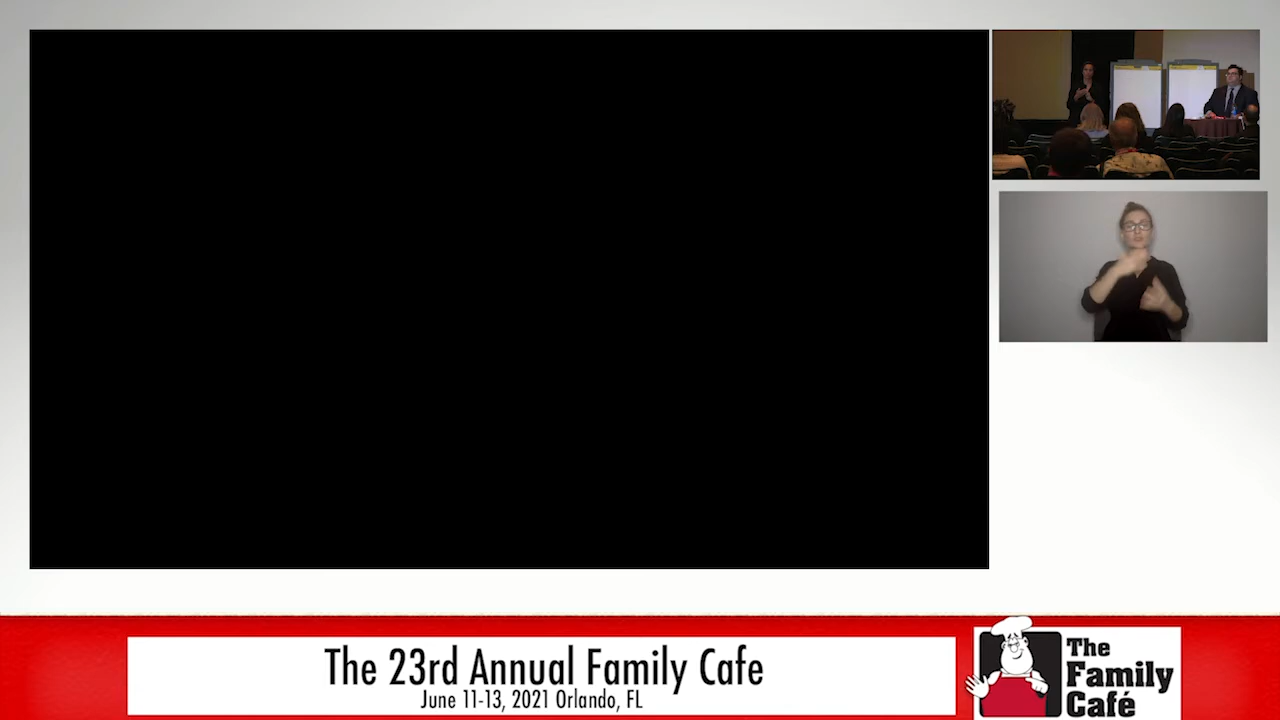 The 23rd Annual Family Cafe
June 11-13, 2021 Orlando, FL
The
Family
Café